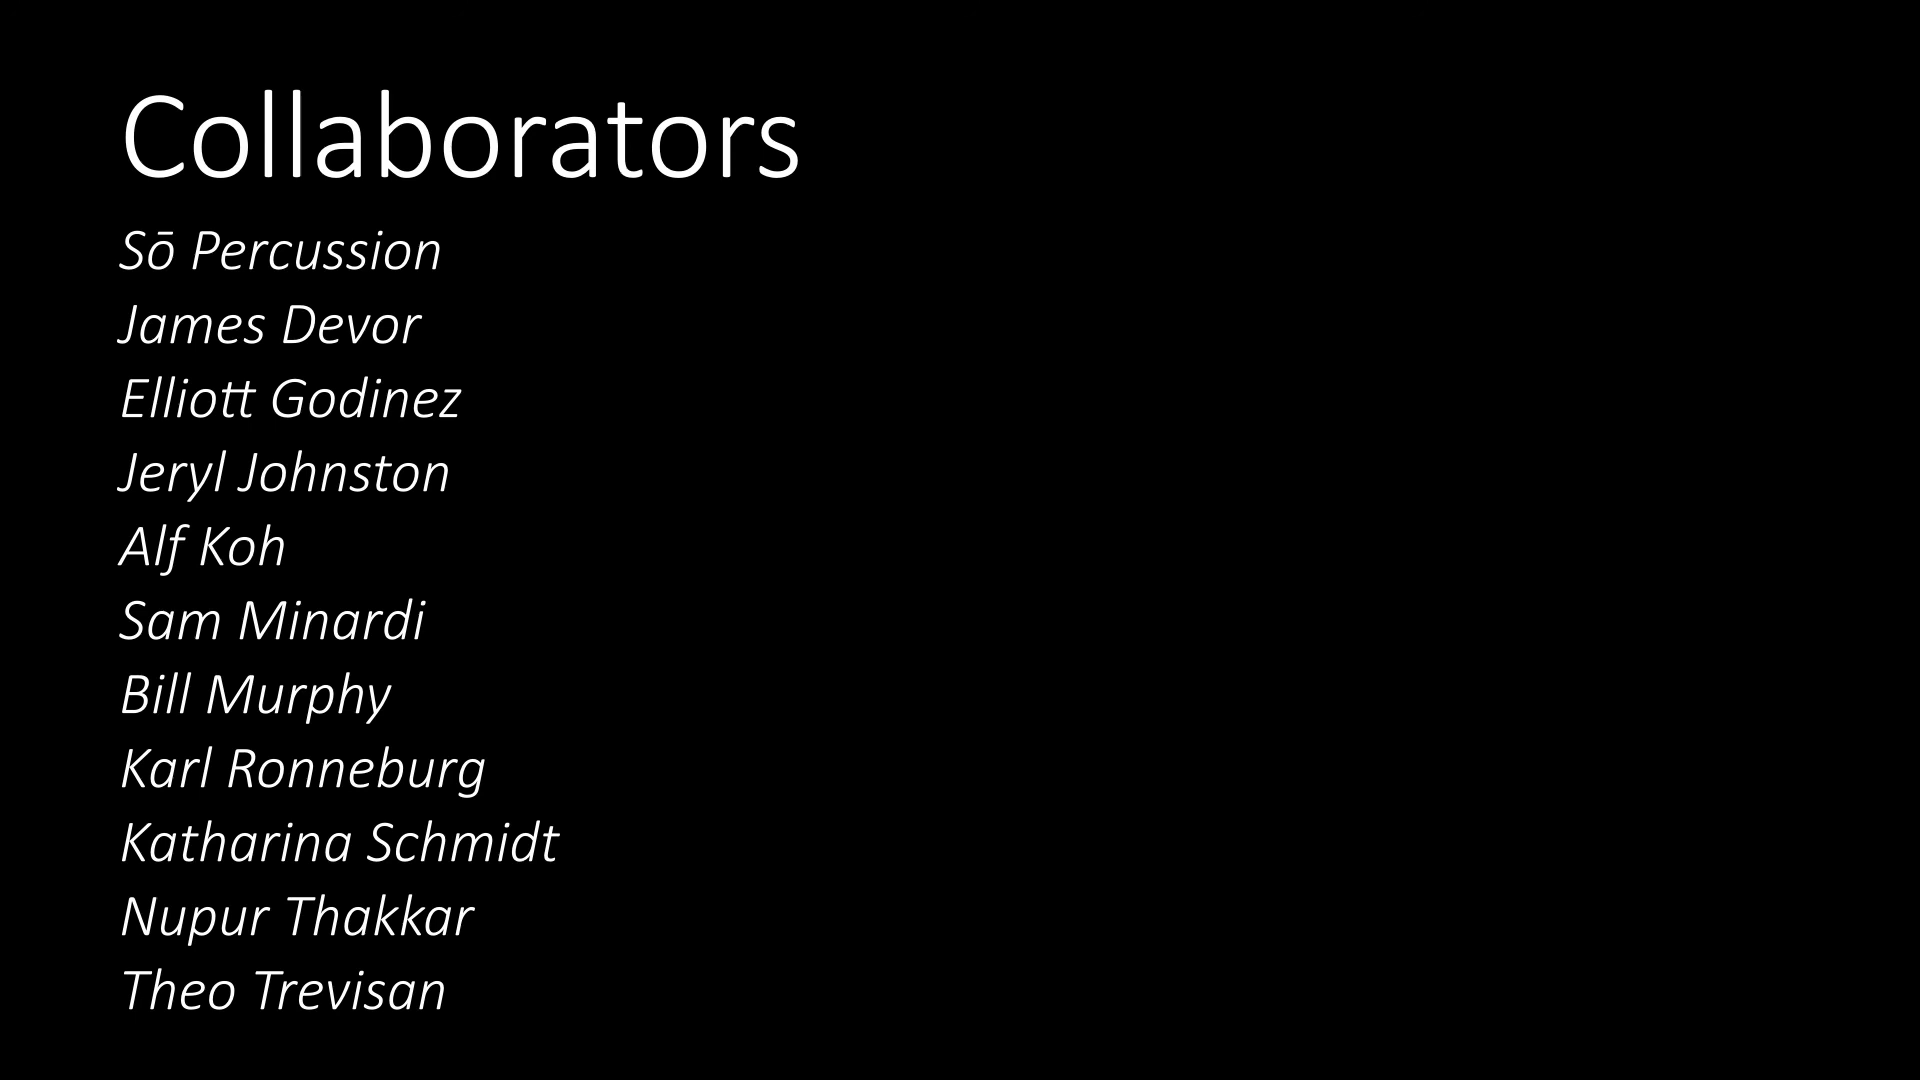 Collaborators
Sō Percussion
James Devor
Elliott Godinez
Jeryl Johnston
Alf Koh
Sam Minardi
Bill Murphy
Karl Ronneburg
Katharina Schmidt
Nupur Thakkar
Theo Trevisan